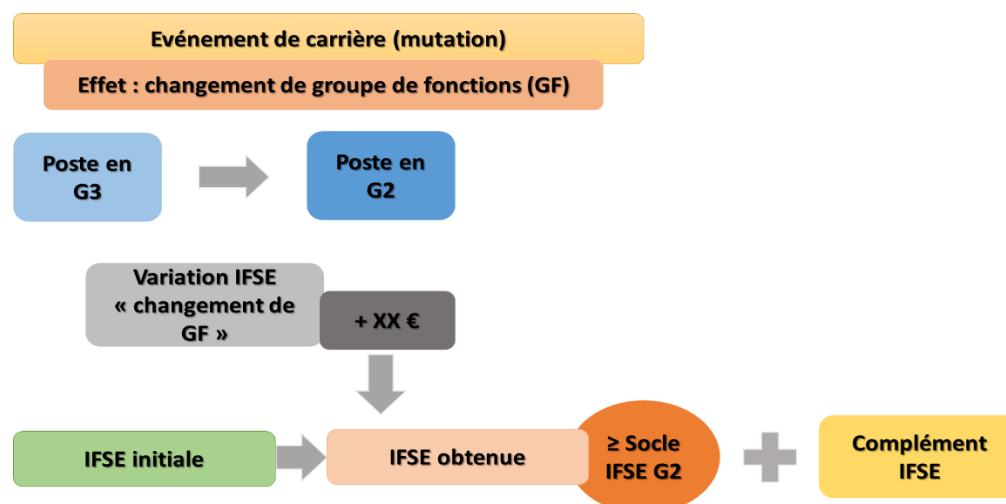 Evénement de carrière (mutation)
Effet : changement de groupe de fonctions (GF)
Poste en
G3
Poste en
G2
Variation IFSE
« changement de
GF »
+ XX €
IFSE initiale
IFSE obtenue
≥ Socle
IFSE G2
Complément
IFSE